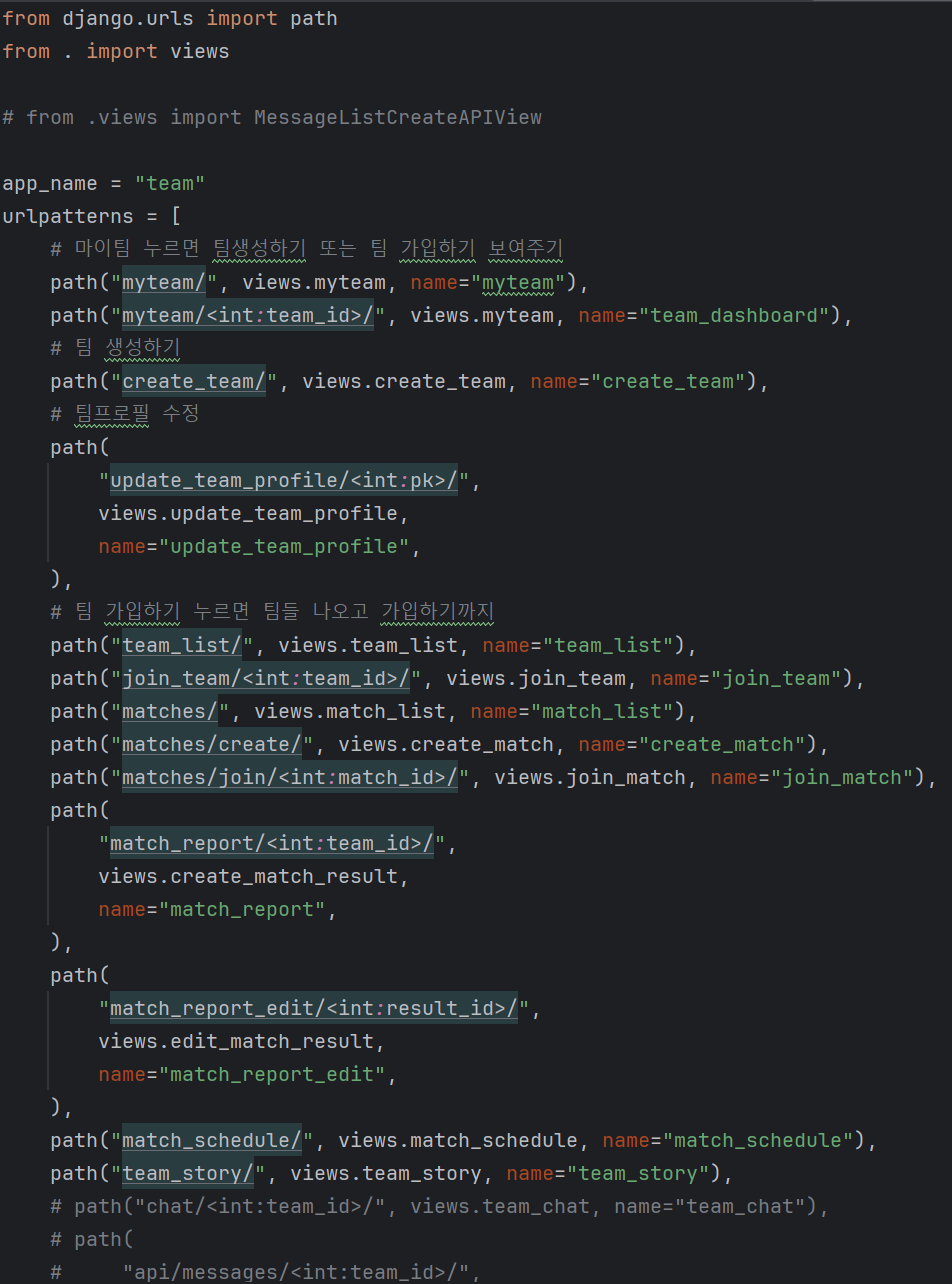 from django.urls import path
from . import views

# from .views import MessageListCreateAPIView

app_name = "team"
urlpatterns = [
    # 마이팀 누르면 팀생성하기 또는 팀 가입하기 보여주기
    path("myteam/", views.myteam, name="myteam"),
    path("myteam/<int:team_id>/", views.myteam, name="team_dashboard"),
    # 팀 생성하기
    path("create_team/", views.create_team, name="create_team"),
    # 팀프로필 수정
    path(
        "update_team_profile/<int:pk>/",
        views.update_team_profile,
        name="update_team_profile",
    ),
    # 팀 가입하기 누르면 팀들 나오고 가입하기까지
    path("team_list/", views.team_list, name="team_list"),
    path("join_team/<int:team_id>/", views.join_team, name="join_team"),
    path("matches/", views.match_list, name="match_list"),
    path("matches/create/", views.create_match, name="create_match"),
    path("matches/join/<int:match_id>/", views.join_match, name="join_match"),
    path(
        "match_report/<int:team_id>/",
        views.create_match_result,
        name="match_report",
    ),
    path(
        "match_report_edit/<int:result_id>/",
        views.edit_match_result,
        name="match_report_edit",
    ),
    path("match_schedule/", views.match_schedule, name="match_schedule"),
    path("team_story/", views.team_story, name="team_story"),
    # path("chat/<int:team_id>/", views.team_chat, name="team_chat"),
    # path(
    #     "api/messages/<int:team_id>/",